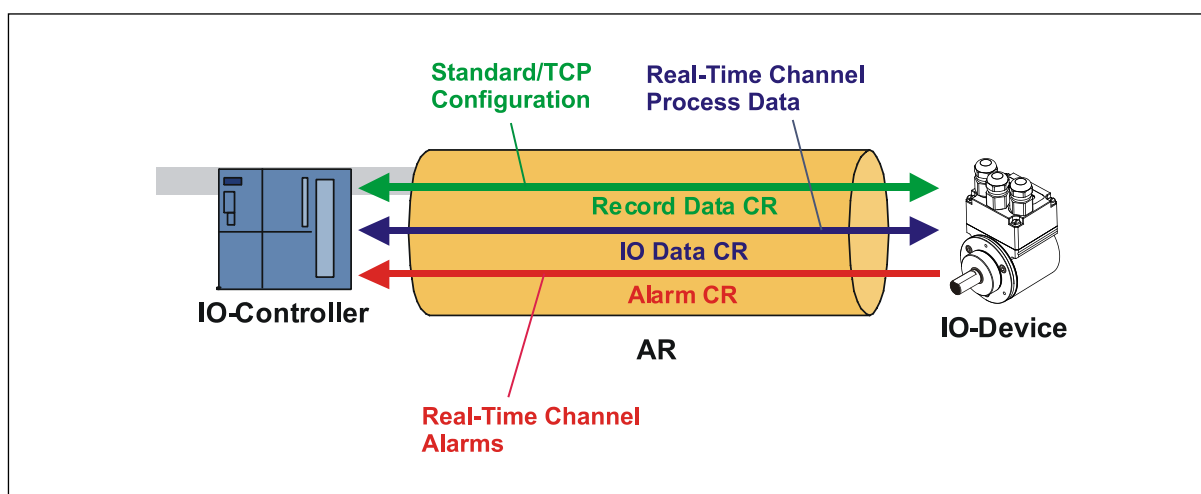 Standard/TCP
Configuration
Real-Time Channel
Process Data
Record Data CR
IO Data CR
Alarm CR
IO-Controller
IO-Device
AR
Real-Time Channel
Alarms